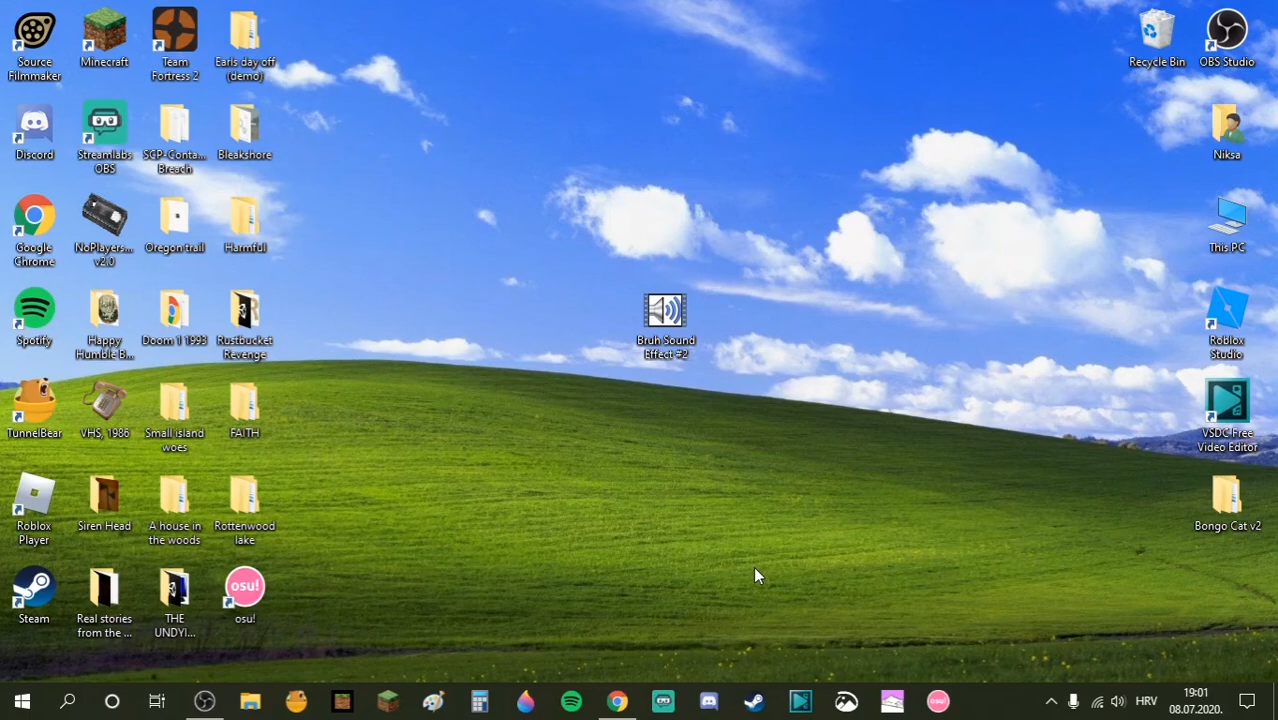 Source
Filmmaker
Minecraft
Team
Fortress 2
Earls day off
(demo)
Recycle Bin
OBS Studio
Discord
Streamlabs
OBS
SCP-Conta...
Breach
Bleakshore
Niksa
Google
Chrome
NoPlayers...
v2.0
Oregon trail
Harmful
This PC
Spotify
Happy
Humble B...
Doom 1 1993
Rustbucket
Revenge
Bruh Sound
Effect #2
Roblox
Studio
TunnelBear
VHS, 1986
Small island
woes
FAITH
VSDC Free
Video Editor
Roblox
Player
Siren Head
A house in
the woods
Rottenwood
lake
Bongo Cat v2
Steam
Real stories
from the ...
THE
UNDYI...
osu!
osu!
osu!
HRV
19:01
08.07.2020.